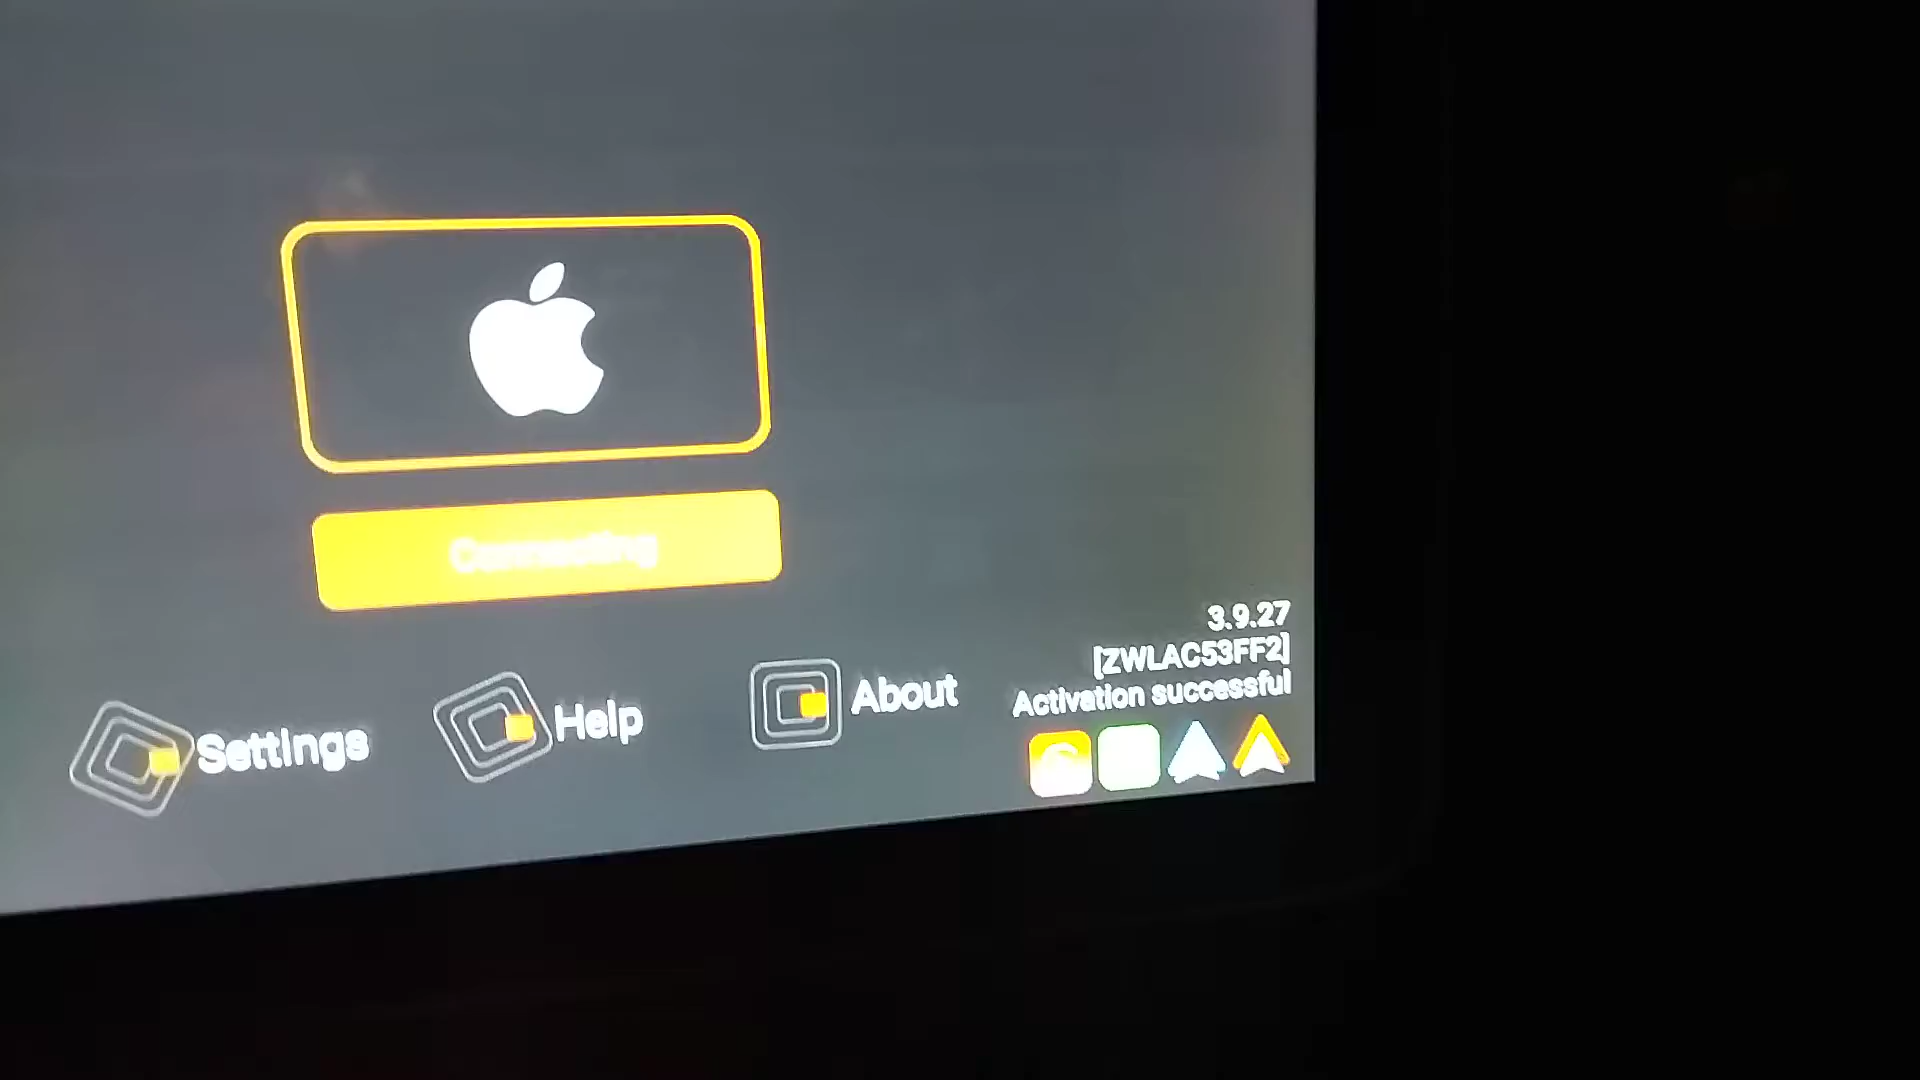 Connecting
3.9.27
[ZWLAC53FF2]
Activation successful
Settings
Help
About